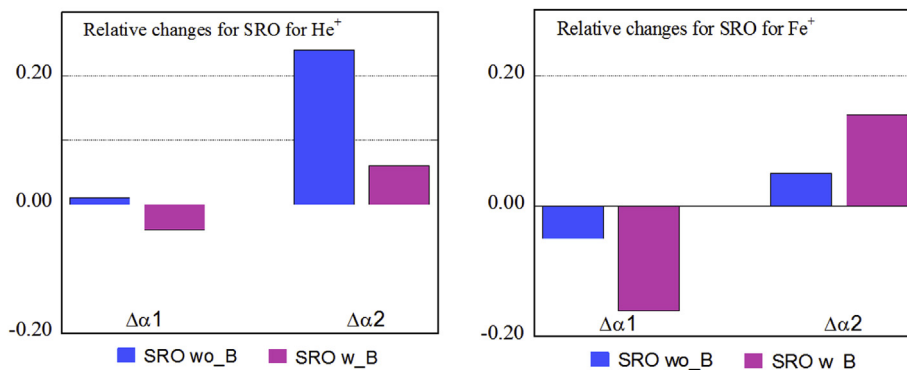 Relative changes for SRO for He⁺
0.20
0.00
-0.20
Δα1
Δα2
SRO wo_B
SRO w_B
Relative changes for SRO for Fe⁺
0.20
0.00
-0.20
Δα1
Δα2
SRO wo_B
SRO w B